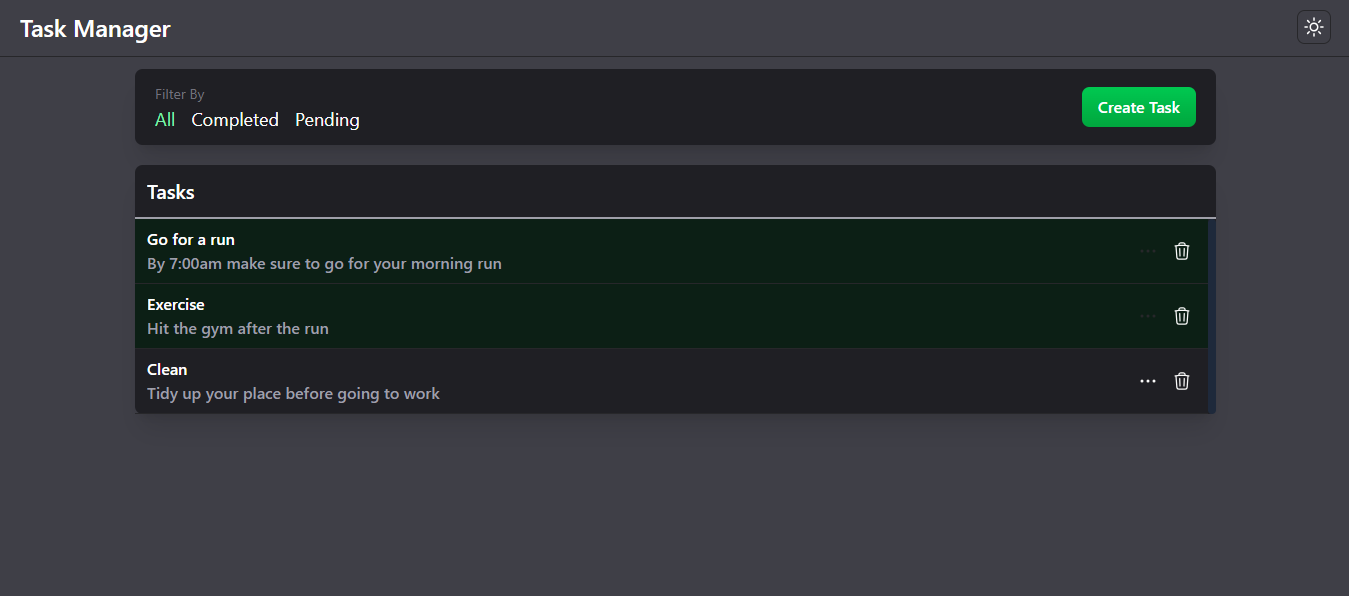 Task Manager
Filter By
All Completed Pending
Create Task
Tasks
Go for a run
By 7:00am make sure to go for your morning run
Exercise
Hit the gym after the run
Clean
Tidy up your place before going to work